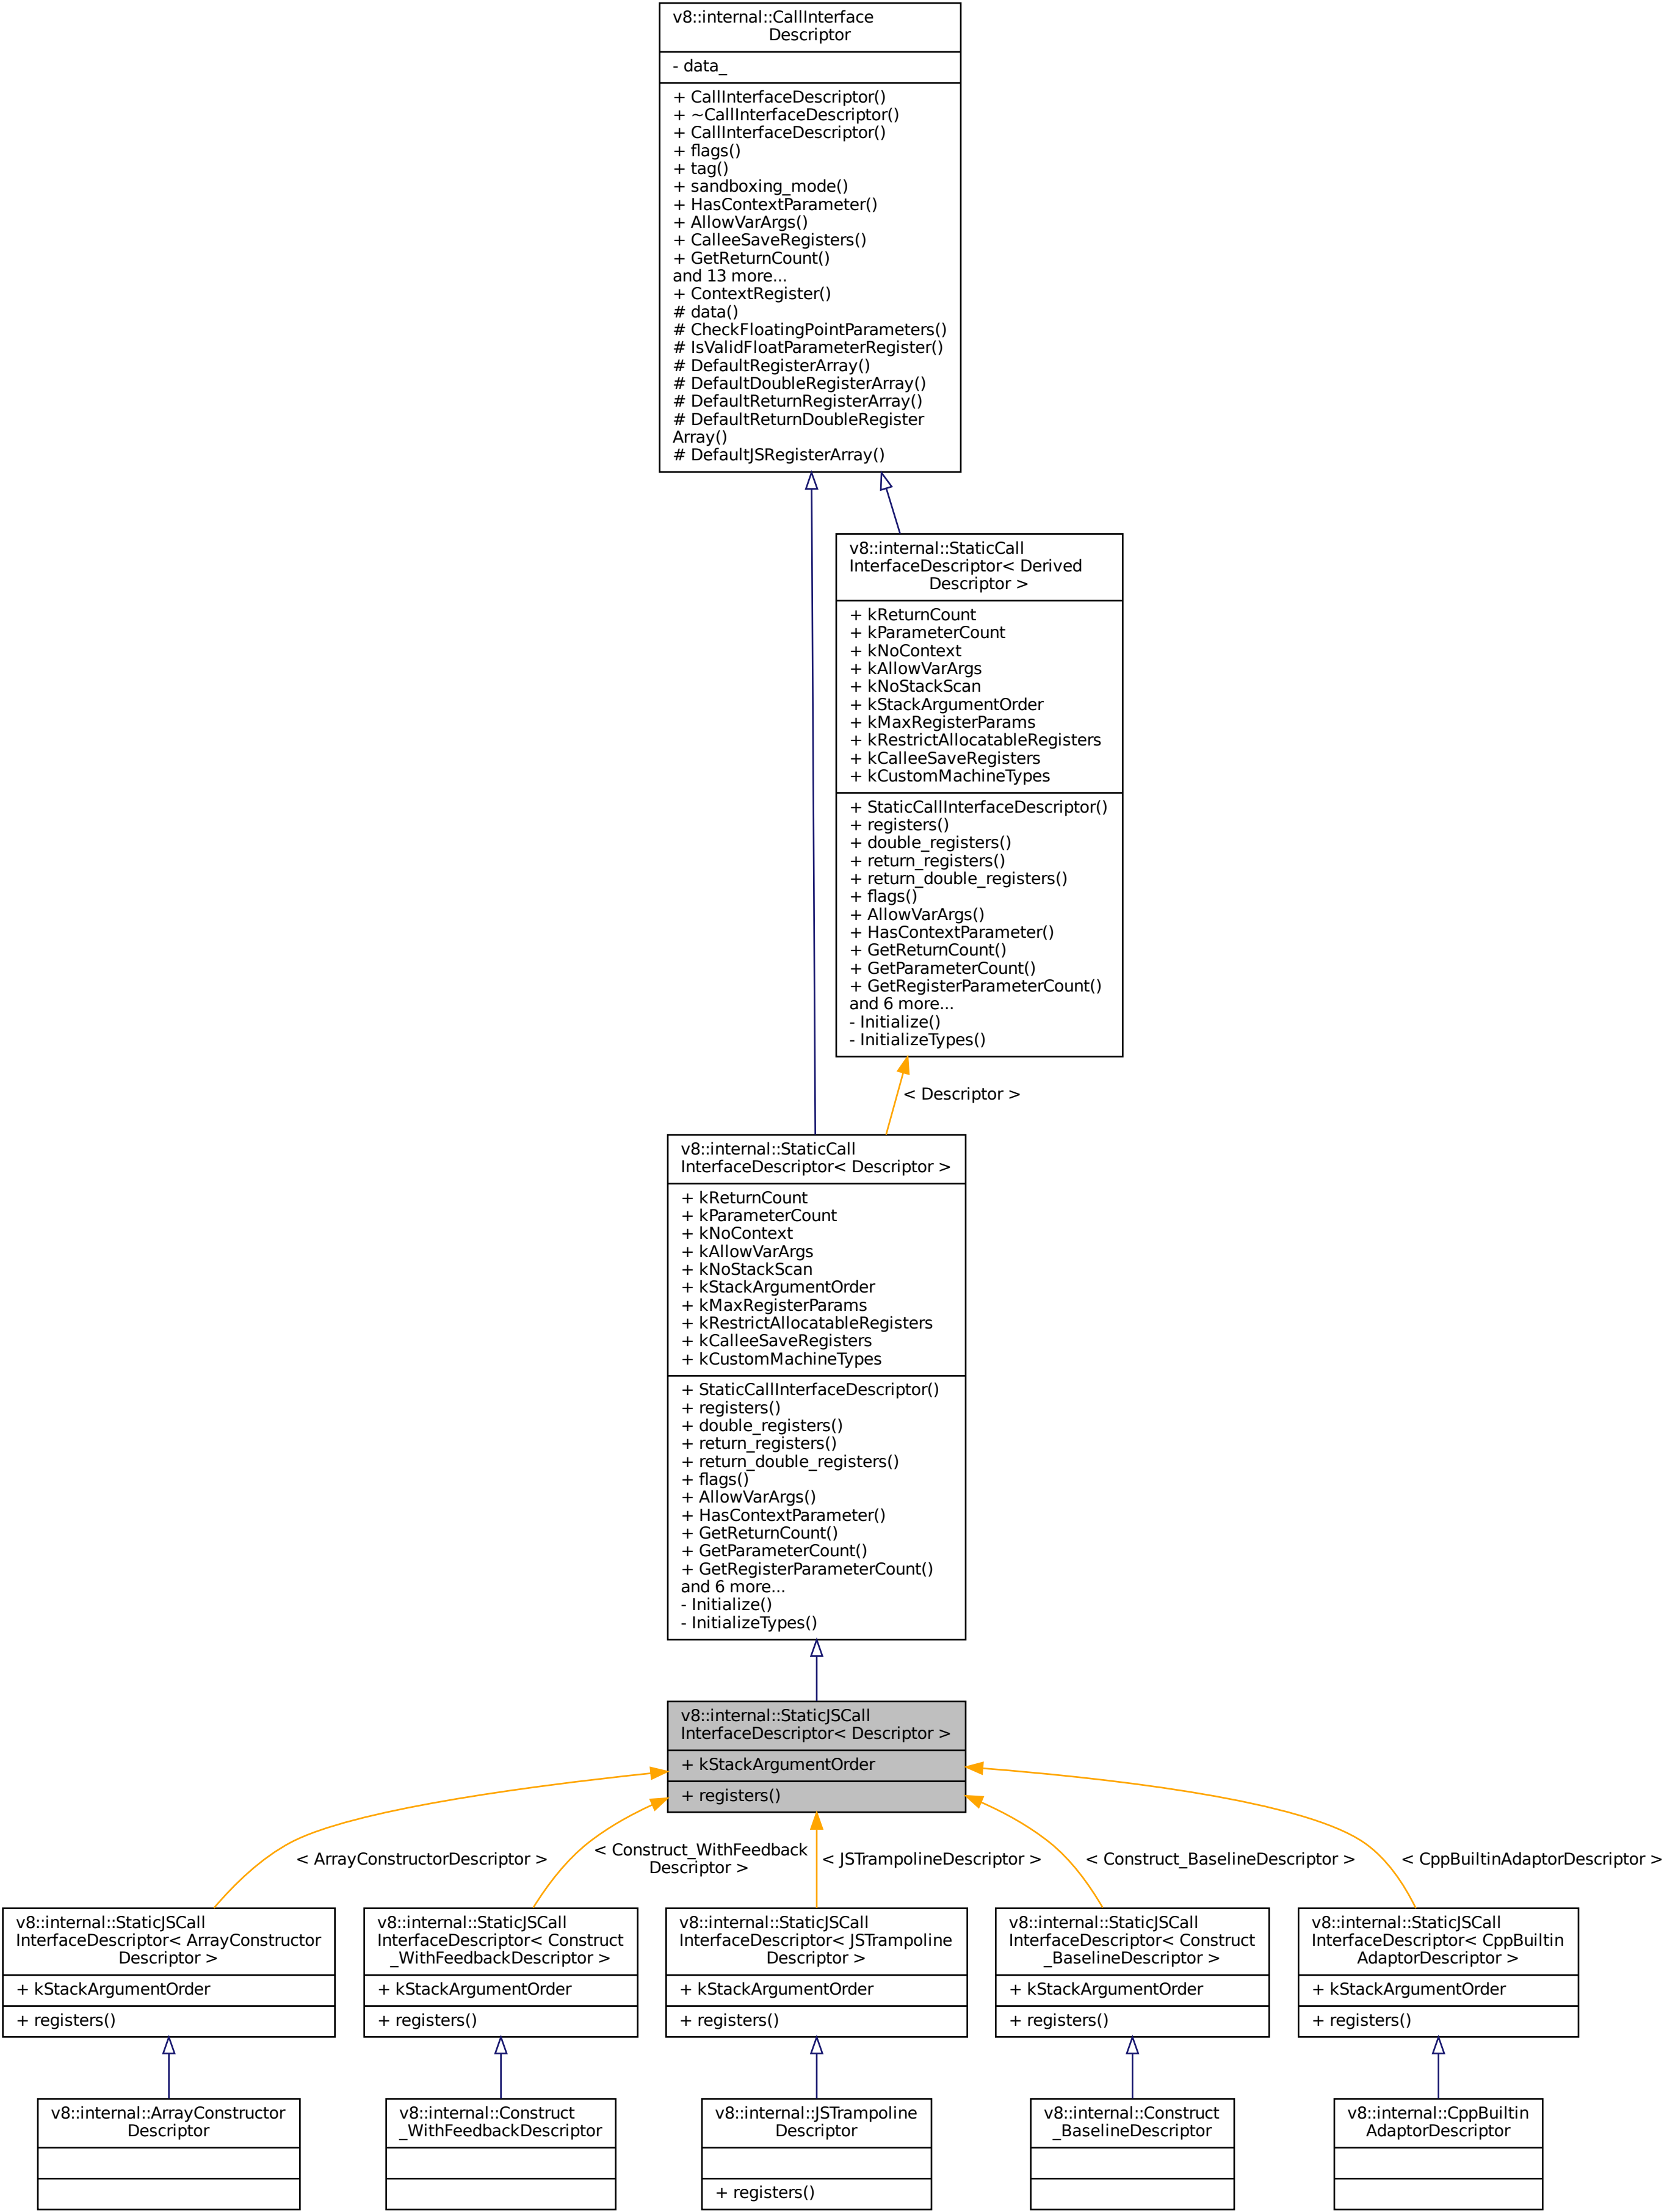 v8::internal::CallInterface
Descriptor
- data_
+ CallInterfaceDescriptor()
+ ~CallInterfaceDescriptor()
+ CallInterfaceDescriptor()
+ flags()
+ tag()
+ sandboxing_mode()
+ HasContextParameter()
+ AllowVarArgs()
+ CalleeSaveRegisters()
+ GetReturnCount()
and 13 more...
+ ContextRegister()
# data()
# CheckFloatingPointParameters()
# IsValidFloatParameterRegister()
# DefaultRegisterArray()
# DefaultDoubleRegisterArray()
# DefaultReturnRegisterArray()
# DefaultReturnDoubleRegister
Array()
# DefaultJSRegisterArray()
v8::internal::StaticCall
InterfaceDescriptor< Derived
Descriptor >
+ kReturnCount
+ kParameterCount
+ kNoContext
+ kAllowVarArgs
+ kNoStackScan
+ kStackArgumentOrder
+ kMaxRegisterParams
+ kRestrictAllocatableRegisters
+ kCalleeSaveRegisters
+ kCustomMachineTypes
+ StaticCallInterfaceDescriptor()
+ registers()
+ double_registers()
+ return_registers()
+ return_double_registers()
+ flags()
+ AllowVarArgs()
+ HasContextParameter()
+ GetReturnCount()
+ GetParameterCount()
+ GetRegisterParameterCount()
and 6 more...
- Initialize()
- InitializeTypes()
< Descriptor >
v8::internal::StaticCall
InterfaceDescriptor< Descriptor >
+ kReturnCount
+ kParameterCount
+ kNoContext
+ kAllowVarArgs
+ kNoStackScan
+ kStackArgumentOrder
+ kMaxRegisterParams
+ kRestrictAllocatableRegisters
+ kCalleeSaveRegisters
+ kCustomMachineTypes
+ StaticCallInterfaceDescriptor()
+ registers()
+ double_registers()
+ return_registers()
+ return_double_registers()
+ flags()
+ AllowVarArgs()
+ HasContextParameter()
+ GetReturnCount()
+ GetParameterCount()
+ GetRegisterParameterCount()
and 6 more...
- Initialize()
- InitializeTypes()
v8::internal::StaticJSCall
InterfaceDescriptor< Descriptor >
+ kStackArgumentOrder
+ registers()
< ArrayConstructorDescriptor >
< Construct_WithFeedback
Descriptor >
< JSTrampolineDescriptor >
< Construct_BaselineDescriptor >
< CppBuiltinAdaptorDescriptor >
v8::internal::StaticJSCall
InterfaceDescriptor< ArrayConstructor
Descriptor >
+ kStackArgumentOrder
+ registers()
v8::internal::StaticJSCall
InterfaceDescriptor< Construct
_WithFeedbackDescriptor >
+ kStackArgumentOrder
+ registers()
v8::internal::StaticJSCall
InterfaceDescriptor< JSTrampoline
Descriptor >
+ kStackArgumentOrder
+ registers()
v8::internal::StaticJSCall
InterfaceDescriptor< Construct
_BaselineDescriptor >
+ kStackArgumentOrder
+ registers()
v8::internal::StaticJSCall
InterfaceDescriptor< CppBuiltin
AdaptorDescriptor >
+ kStackArgumentOrder
+ registers()
v8::internal::ArrayConstructor
Descriptor
v8::internal::Construct
_WithFeedbackDescriptor
v8::internal::JSTrampoline
Descriptor
+ registers()
v8::internal::Construct
_BaselineDescriptor
v8::internal::CppBuiltin
AdaptorDescriptor